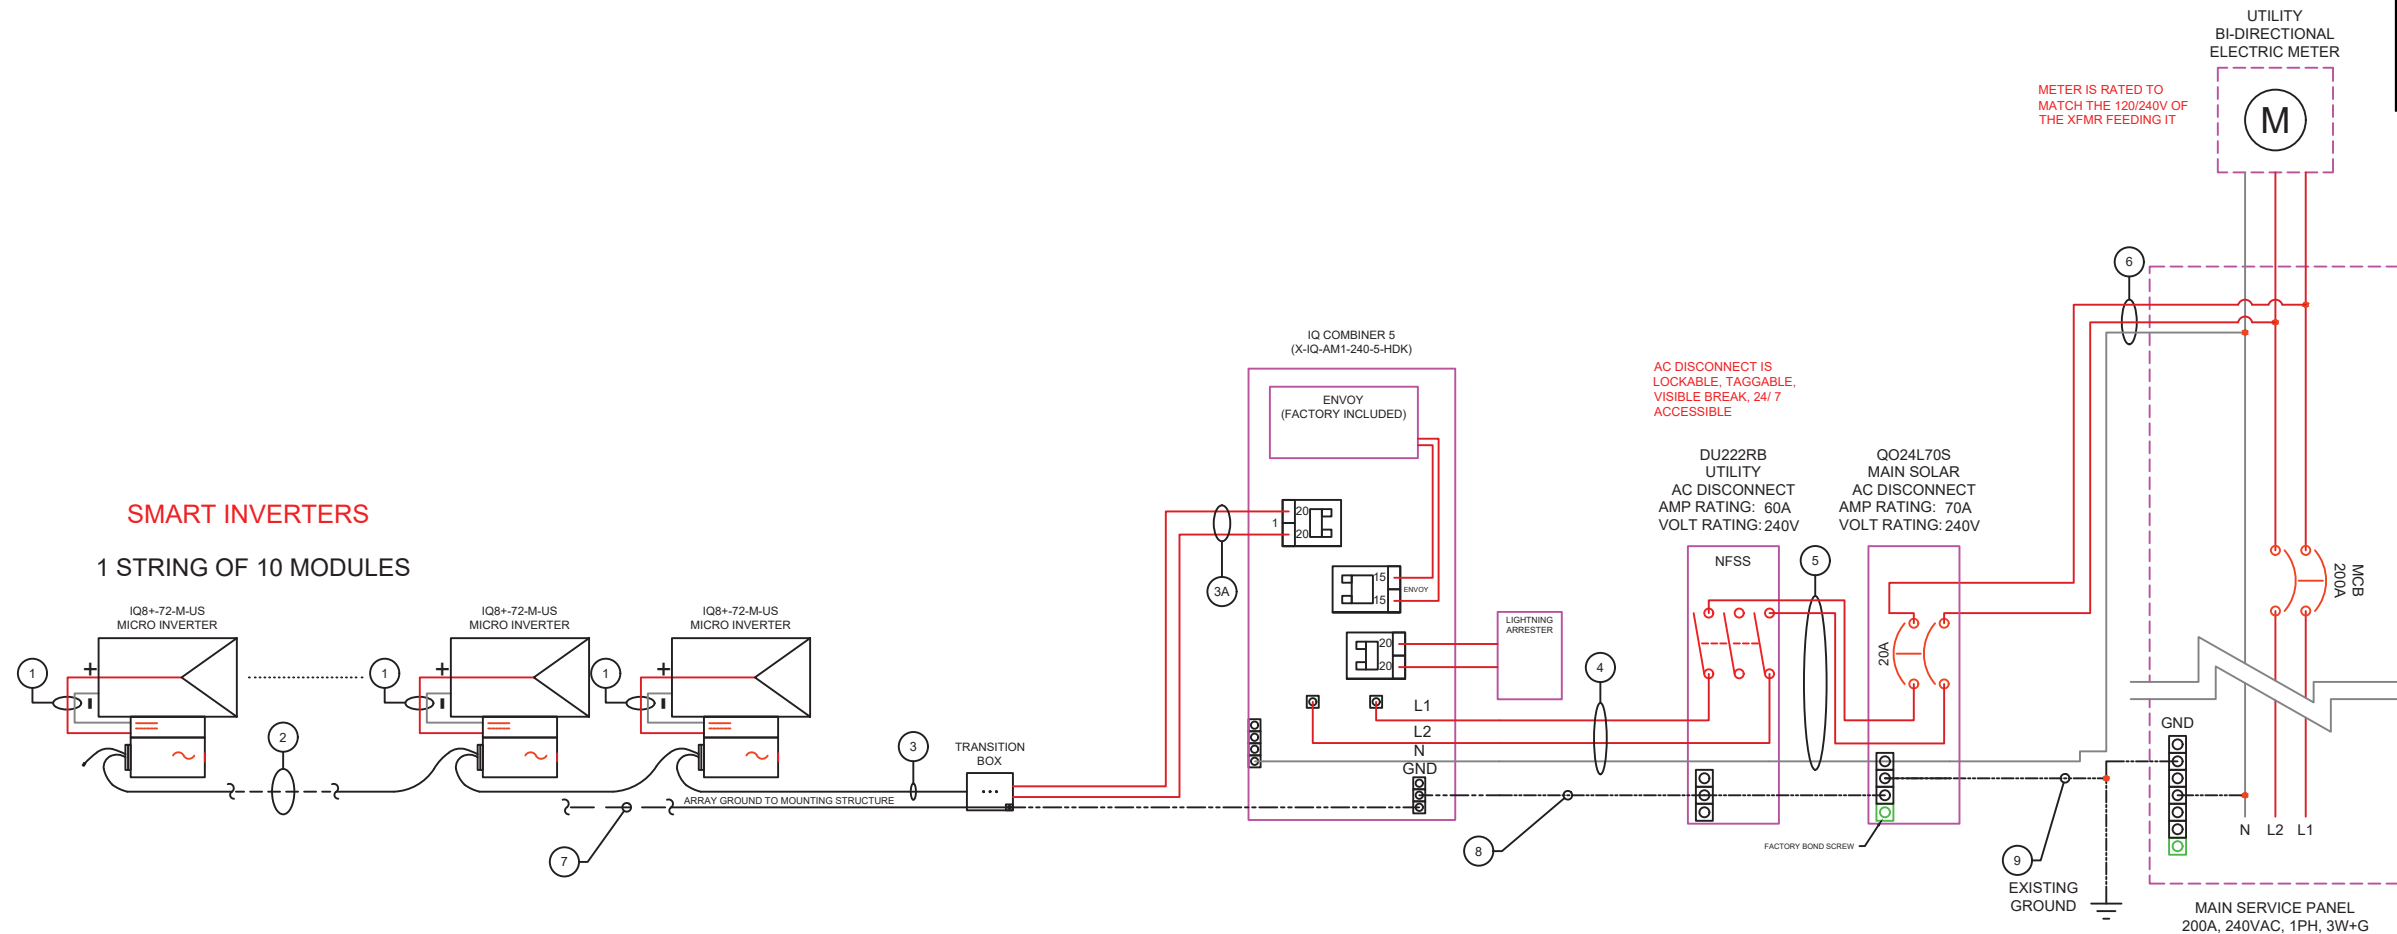 UTILITY
BI-DIRECTIONAL
ELECTRIC METER
METER IS RATED TO
MATCH THE 120/240V OF
THE XFMR FEEDING IT
M
6
IQ COMBINER 5
(X-IQ-AM1-240-5-HDK)
ENVOY
(FACTORY INCLUDED)
AC DISCONNECT IS
LOCKABLE, TAGGABLE,
VISIBLE BREAK, 24/ 7
ACCESSIBLE
DU222RB
UTILITY
AC DISCONNECT
AMP RATING: 60A
VOLT RATING: 240V
QO24L70S
MAIN SOLAR
AC DISCONNECT
AMP RATING: 70A
VOLT RATING: 240V
SMART INVERTERS
1 STRING OF 10 MODULES
20
1
20
3A
15
ENVOY
15
NFSS
5
MCB
200A
IQ8+-72-M-US
MICRO INVERTER
IQ8+-72-M-US
MICRO INVERTER
IQ8+-72-M-US
MICRO INVERTER
LIGHTNING
ARRESTER
20
20
20A
1
+
-
1
+
-
1
+
-
4
2
3
TRANSITION
BOX
L1
L2
N
GND
GND
ARRAY GROUND TO MOUNTING STRUCTURE
7
8
FACTORY BOND SCREW
9
EXISTING
GROUND
N L2 L1
MAIN SERVICE PANEL
200A, 240VAC, 1PH, 3W+G